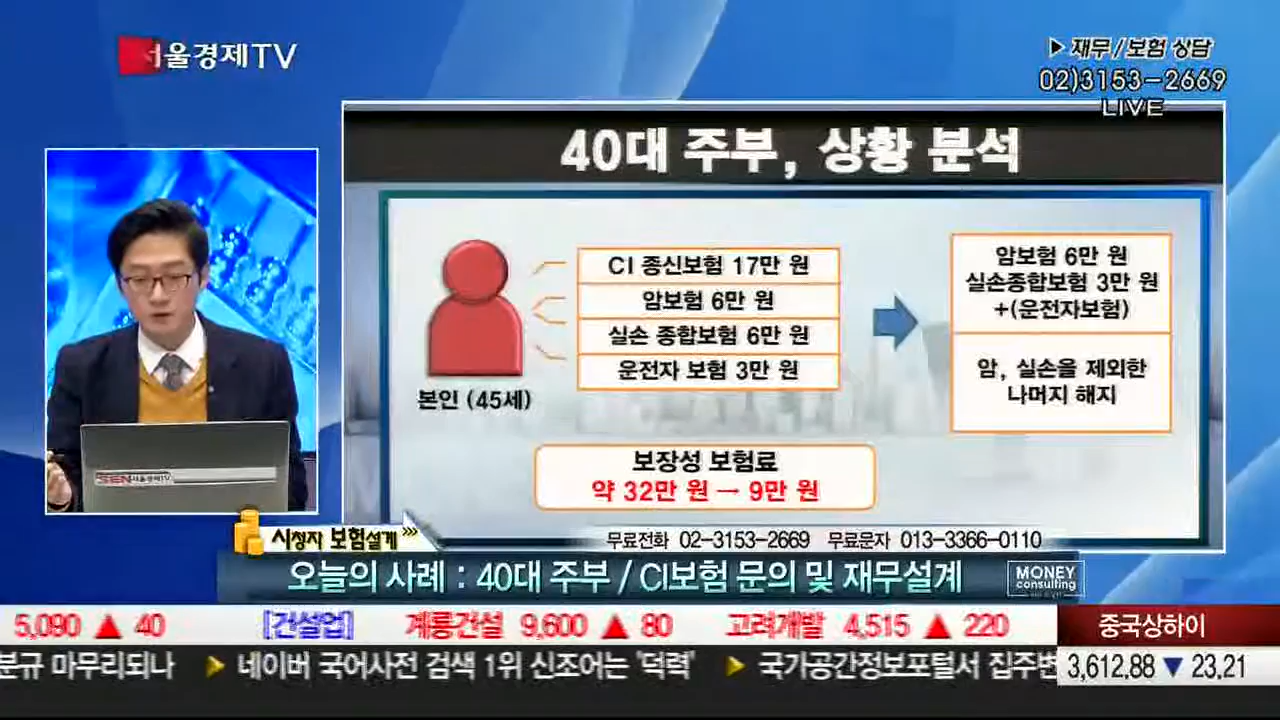 서울경제TV
▶ 재무/보험 상담
02)3153-2669
LIVE
40대 주부, 상황 분석
CI 종신보험 17만 원
암보험 6만 원
실손 종합보험 6만 원
운전자 보험 3만 원
본인 (45세)
암보험 6만 원
실손종합보험 3만 원
+(운전자보험)
암, 실손을 제외한
나머지 해지
보장성 보험료
약 32만 원 → 9만 원
SEN서울경제TV
시청자 보험설계
무료전화 02-3153-2669 무료문자 013-3366-0110
오늘의 사례 : 40대 주부 / CI보험 문의 및 재무설계
MONEY
consulting
5,090 ▲ 40 [건설업] 계룡건설 9,600 ▲ 80 고려개발 4,515 ▲ 220
중국상하이
분규 마무리되나 ▶ 네이버 국어사전 검색 1위 신조어는 '덕력' ▶ 국가공간정보포털서 집주변
3,612.88 ▼ 23.21